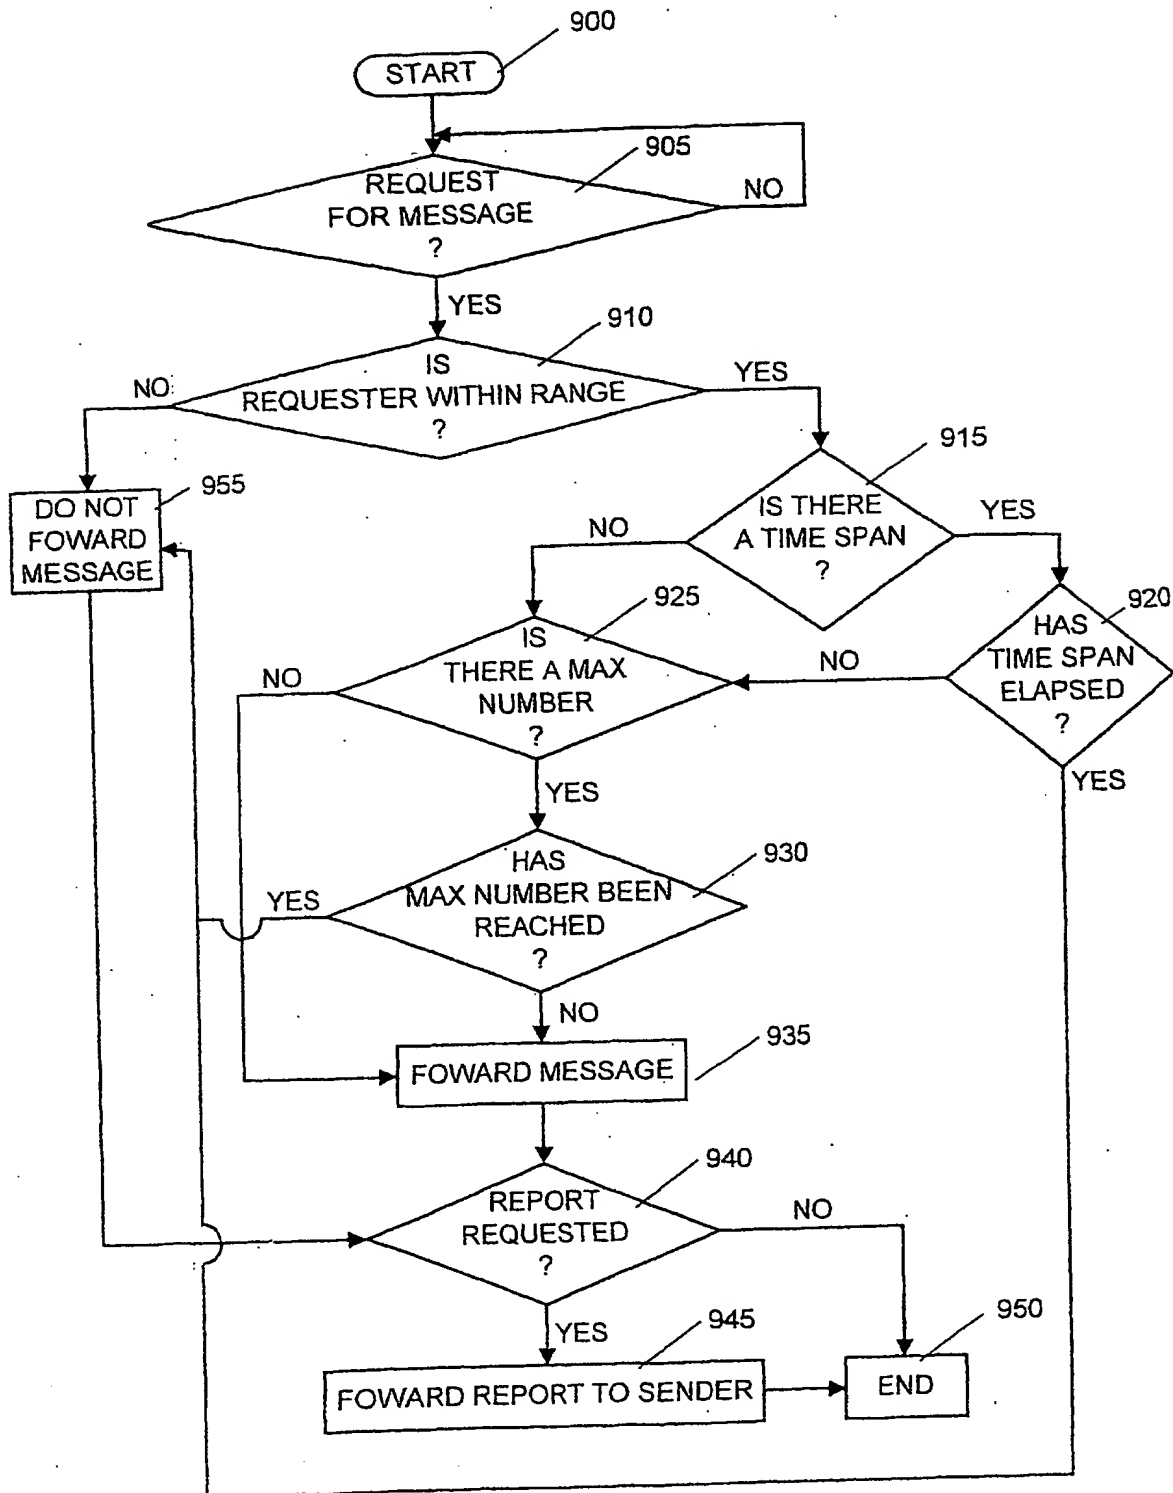 900
START
905
REQUEST
FOR MESSAGE
?
NO
YES
910
IS
REQUESTER WITHIN RANGE
?
NO
YES
915
IS THERE
A TIME SPAN
?
NO
YES
955
DO NOT
FOWARD
MESSAGE
920
HAS
TIME SPAN
ELAPSED
?
NO
YES
925
IS
THERE A MAX
NUMBER
?
NO
YES
930
HAS
MAX NUMBER BEEN
REACHED
?
YES
NO
935
FOWARD MESSAGE
940
REPORT
REQUESTED
?
NO
YES
945
FOWARD REPORT TO SENDER
950
END